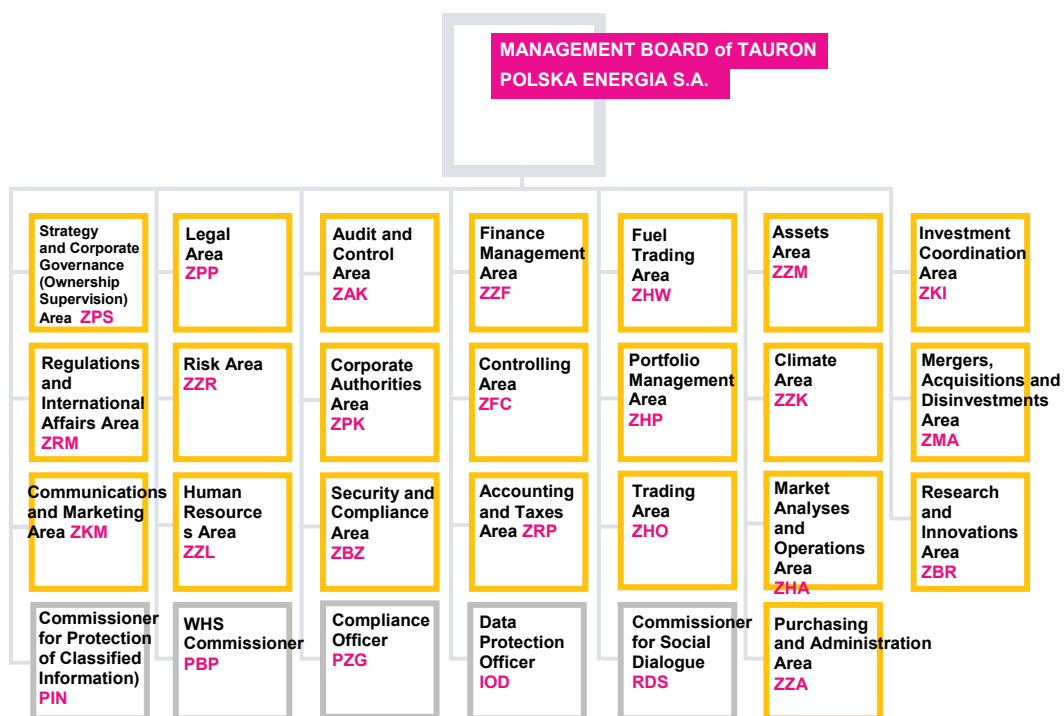 MANAGEMENT BOARD of TAURON
POLSKA ENERGIA S.A.
Strategy
and Corporate
Governance
(Ownership
Supervision)
Area ZPS
Legal
Area
ZPP
Audit and
Control
Area
ZAK
Finance
Management
Area
ZZF
Fuel
Trading
Area
ZHW
Assets
Area
ZZM
Investment
Coordination
Area
ZKI
Regulations
and
International
Affairs Area
ZRM
Risk Area
ZZR
Corporate
Authorities
Area
ZPK
Controlling
Area
ZFC
Portfolio
Management
Area
ZHP
Climate
Area
ZZK
Mergers,
Acquisitions and
Disinvestments
Area
ZMA
Communications
and Marketing
Area ZKM
Human
Resource
s Area
ZZL
Security and
Compliance
Area
ZBZ
Accounting
and Taxes
Area ZRP
Trading
Area
ZHO
Market
Analyses
and
Operations
Area
ZHA
Research
and
Innovations
Area
ZBR
Commissioner
for Protection
of Classified
Information)
PIN
WHS
Commissioner
PBP
Compliance
Officer
PZG
Data
Protection
Officer
IOD
Commissioner
for Social
Dialogue
RDS
Purchasing
and Administration
Area
ZZA